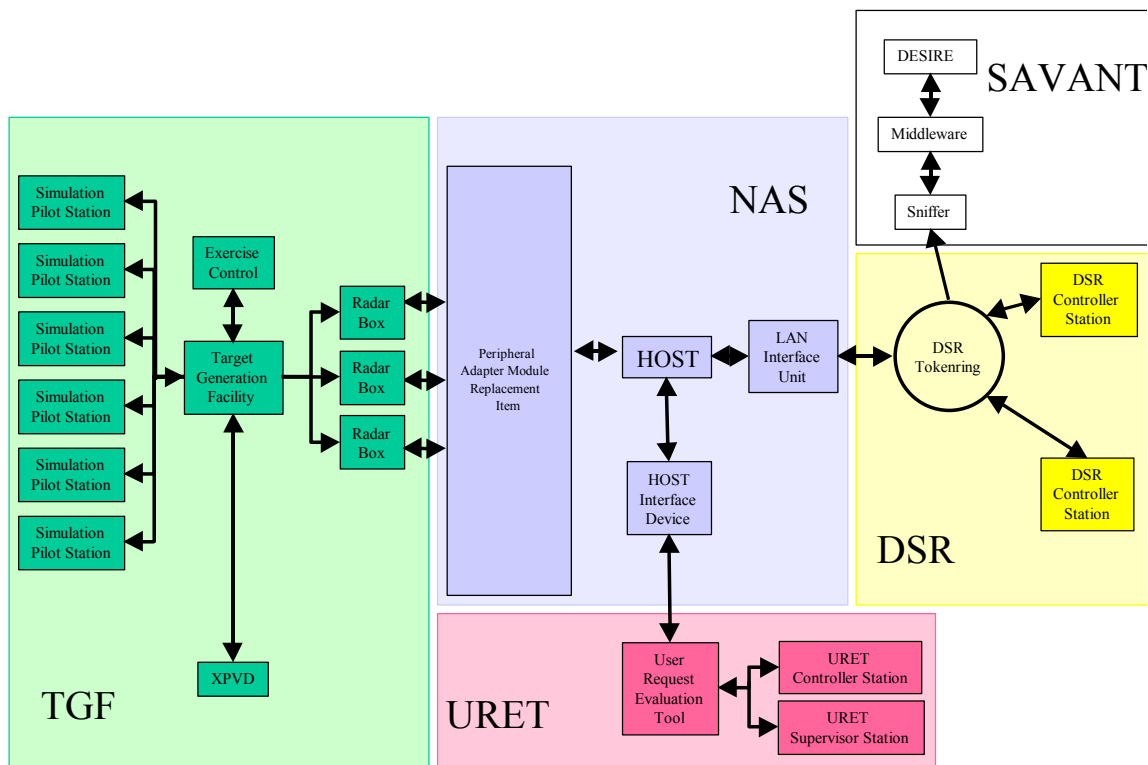 DESIRE
SAVANT
Middleware
Sniffer
Simulation
Pilot Station
Simulation
Pilot Station
Simulation
Pilot Station
Simulation
Pilot Station
Simulation
Pilot Station
Simulation
Pilot Station
Exercise
Control
Target
Generation
Facility
XPVD
Radar
Box
Radar
Box
Radar
Box
TGF
NAS
Peripheral
Adapter Module
Replacement
Item
HOST
LAN
Interface
Unit
HOST
Interface
Device
DSR
Tokenring
DSR
Controller
Station
DSR
Controller
Station
DSR
User
Request
Evaluation
Tool
URET
Controller Station
URET
Supervisor Station
URET